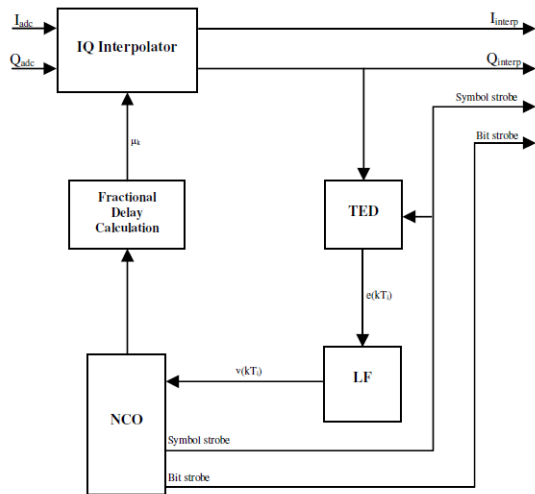 I_adc
I_interp
IQ Interpolator
Q_adc
Q_interp
Symbol strobe
Bit strobe
μ_k
Fractional
Delay
Calculation
TED
e(kT_i)
v(kT_i)
LF
NCO
Symbol strobe
Bit strobe